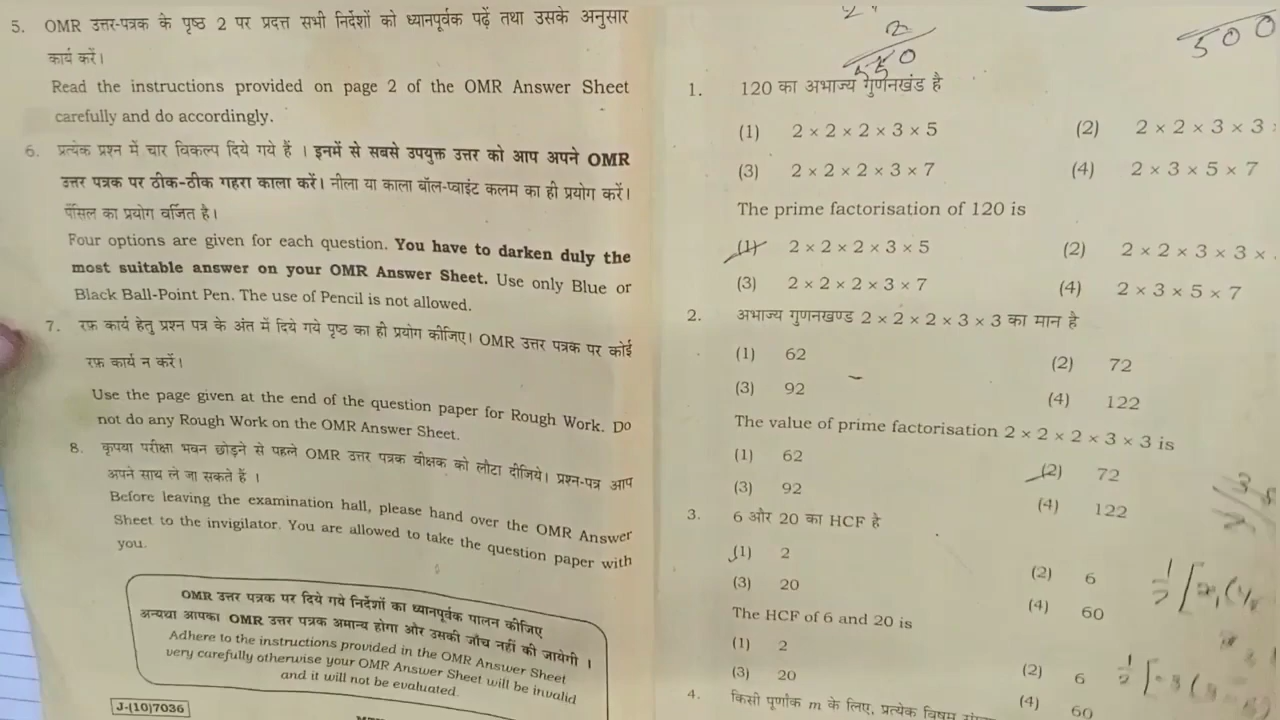 5. OMR उत्तर-पत्रक के पृष्ठ 2 पर प्रदत्त सभी निर्देशों को ध्यानपूर्वक पढ़ें तथा उसके अनुसार
कार्य करें।
Read the instructions provided on page 2 of the OMR Answer Sheet
carefully and do accordingly.
6. प्रत्येक प्रश्न में चार विकल्प दिये गये हैं । इनमें से सबसे उपयुक्त उत्तर को आप अपने OMR
उत्तर पत्रक पर ठीक-ठीक गहरा काला करें। नीला या काला बॉल-प्वाइंट कलम का ही प्रयोग करें।
पेंसिल का प्रयोग वर्जित है।
Four options are given for each question. You have to darken duly the
most suitable answer on your OMR Answer Sheet. Use only Blue or
Black Ball-Point Pen. The use of Pencil is not allowed.
7. रफ़ कार्य हेतु प्रश्न पत्र के अंत में दिये गये पृष्ठ का ही प्रयोग कीजिए। OMR उत्तर पत्रक पर कोई
रफ़ कार्य न करें।
Use the page given at the end of the question paper for Rough Work. Do
not do any Rough Work on the OMR Answer Sheet.
8. कृपया परीक्षा भवन छोड़ने से पहले OMR उत्तर पत्रक वीक्षक को लौटा दीजिये। प्रश्न-पत्र आप
अपने साथ ले जा सकते हैं ।
Before leaving the examination hall, please hand over the OMR Answer
Sheet to the invigilator. You are allowed to take the question paper with
you.
OMR उत्तर पत्रक पर दिये गये निर्देशों का ध्यानपूर्वक पालन कीजिए
अन्यथा आपका OMR उत्तर पत्रक अमान्य होगा और उसकी जाँच नहीं की जायेगी ।
Adhere to the instructions provided in the OMR Answer Sheet
very carefully otherwise your OMR Answer Sheet will be invalid
and it will not be evaluated.
J-(10)7036
2
500
1. 120 का अभाज्य गुणनखंड है
(1) 2 × 2 × 2 × 3 × 5 (2) 2 × 2 × 3 × 3
(3) 2 × 2 × 2 × 3 × 7 (4) 2 × 3 × 5 × 7
The prime factorisation of 120 is
(1) 2 × 2 × 2 × 3 × 5 (2) 2 × 2 × 3 × 3 ×
(3) 2 × 2 × 2 × 3 × 7 (4) 2 × 3 × 5 × 7
2. अभाज्य गुणनखण्ड 2 × 2 × 2 × 3 × 3 का मान है
(1) 62 (2) 72
(3) 92 (4) 122
The value of prime factorisation 2 × 2 × 2 × 3 × 3 is
(1) 62 (2) 72
(3) 92 (4) 122
3. 6 और 20 का HCF है
(1) 2 (2) 6
(3) 20 (4) 60
The HCF of 6 and 20 is
(1) 2 (2) 6
(3) 20 (4) 60
4. किसी पूर्णांक m के लिए, प्रत्येक विषम